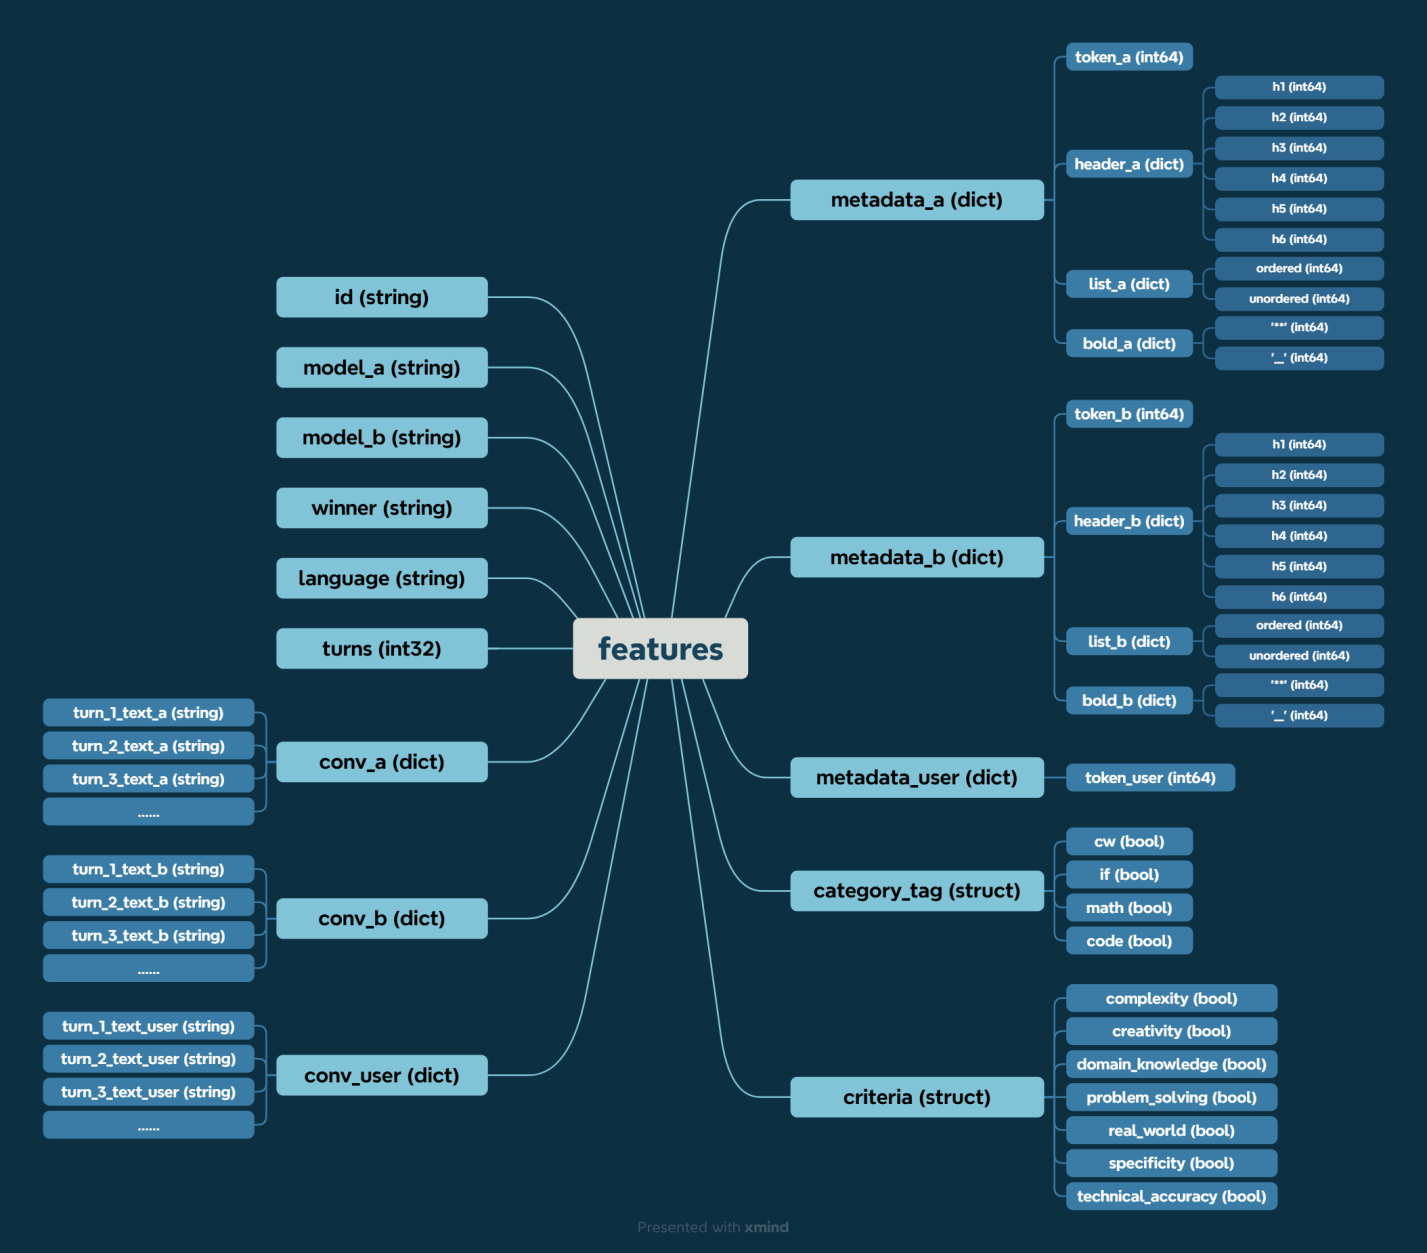 features
id (string)
model_a (string)
model_b (string)
winner (string)
language (string)
turns (int32)
conv_a (dict)
turn_1_text_a (string)
turn_2_text_a (string)
turn_3_text_a (string)
......
conv_b (dict)
turn_1_text_b (string)
turn_2_text_b (string)
turn_3_text_b (string)
......
conv_user (dict)
turn_1_text_user (string)
turn_2_text_user (string)
turn_3_text_user (string)
......
metadata_a (dict)
token_a (int64)
header_a (dict)
h1 (int64)
h2 (int64)
h3 (int64)
h4 (int64)
h5 (int64)
h6 (int64)
list_a (dict)
ordered (int64)
unordered (int64)
bold_a (dict)
'**' (int64)
'__' (int64)
metadata_b (dict)
token_b (int64)
header_b (dict)
h1 (int64)
h2 (int64)
h3 (int64)
h4 (int64)
h5 (int64)
h6 (int64)
list_b (dict)
ordered (int64)
unordered (int64)
bold_b (dict)
'**' (int64)
'__' (int64)
metadata_user (dict)
token_user (int64)
category_tag (struct)
cw (bool)
if (bool)
math (bool)
code (bool)
criteria (struct)
complexity (bool)
creativity (bool)
domain_knowledge (bool)
problem_solving (bool)
real_world (bool)
specificity (bool)
technical_accuracy (bool)
Presented with xmind